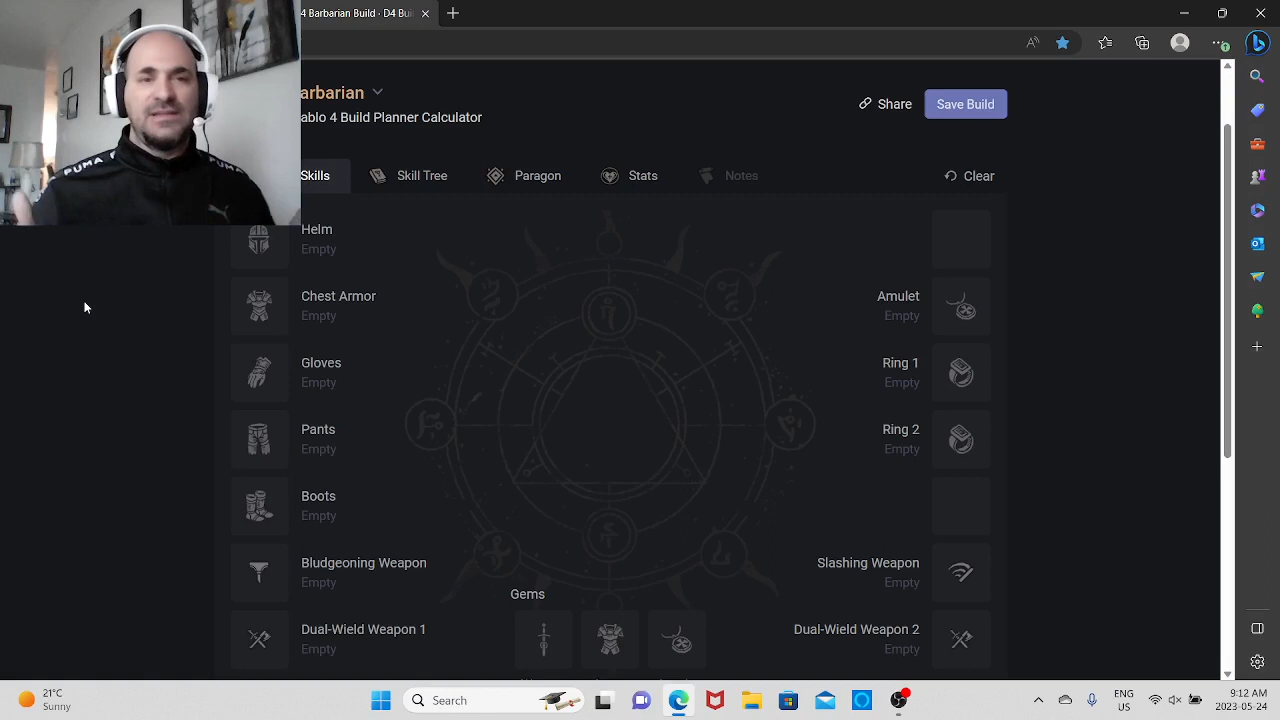 4 Barbarian Build - D4 Bui
arbarian
ablo 4 Build Planner Calculator
Share
Save Build
PUMA
PUMA
Skills
Skill Tree
Paragon
Stats
Notes
Clear
Helm
Empty
Chest Armor
Empty
Amulet
Empty
Gloves
Empty
Ring 1
Empty
Pants
Empty
Ring 2
Empty
Boots
Empty
Bludgeoning Weapon
Empty
Slashing Weapon
Empty
Gems
Dual-Wield Weapon 1
Empty
Dual-Wield Weapon 2
Empty
21°C
Sunny
Search
ENG
US
9:12 AM
2023-05-24